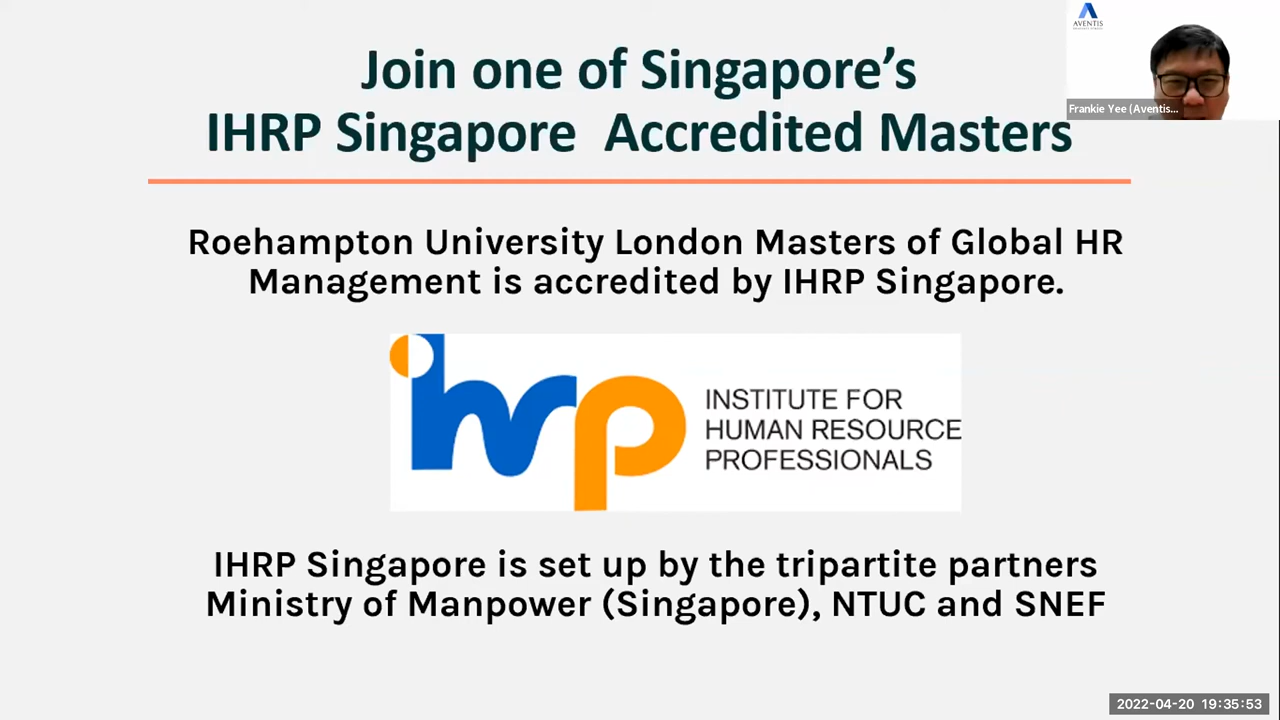 AVENTIS
Frankie Yee (Aventis...
Join one of Singapore’s
IHRP Singapore Accredited Masters
Roehampton University London Masters of Global HR
Management is accredited by IHRP Singapore.
ihrp
INSTITUTE FOR
HUMAN RESOURCE
PROFESSIONALS
IHRP Singapore is set up by the tripartite partners
Ministry of Manpower (Singapore), NTUC and SNEF
2022-04-20 19:35:53